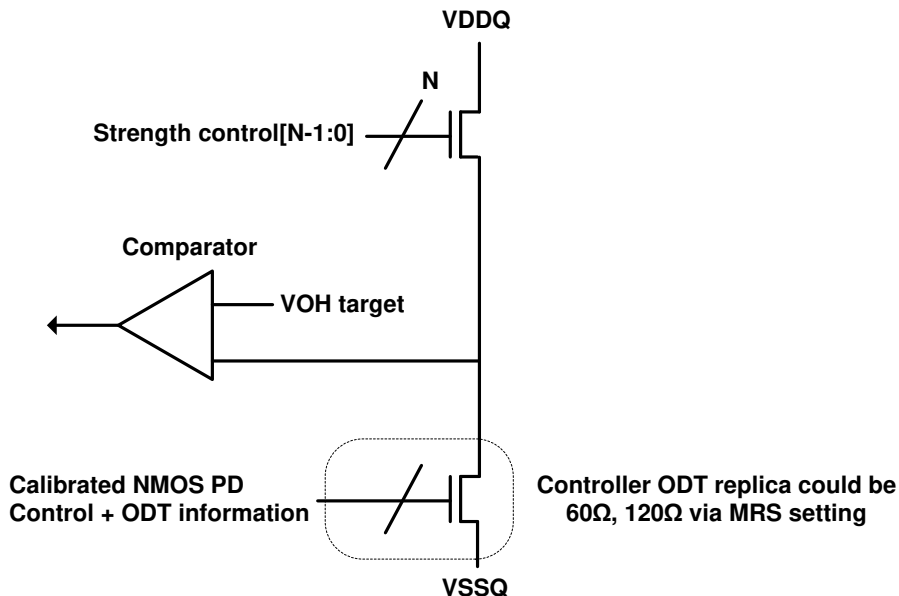 VDDQ
N
Strength control[N-1:0]
Comparator
VOH target
Calibrated NMOS PD
Control + ODT information
Controller ODT replica could be
60Ω, 120Ω via MRS setting
VSSQ